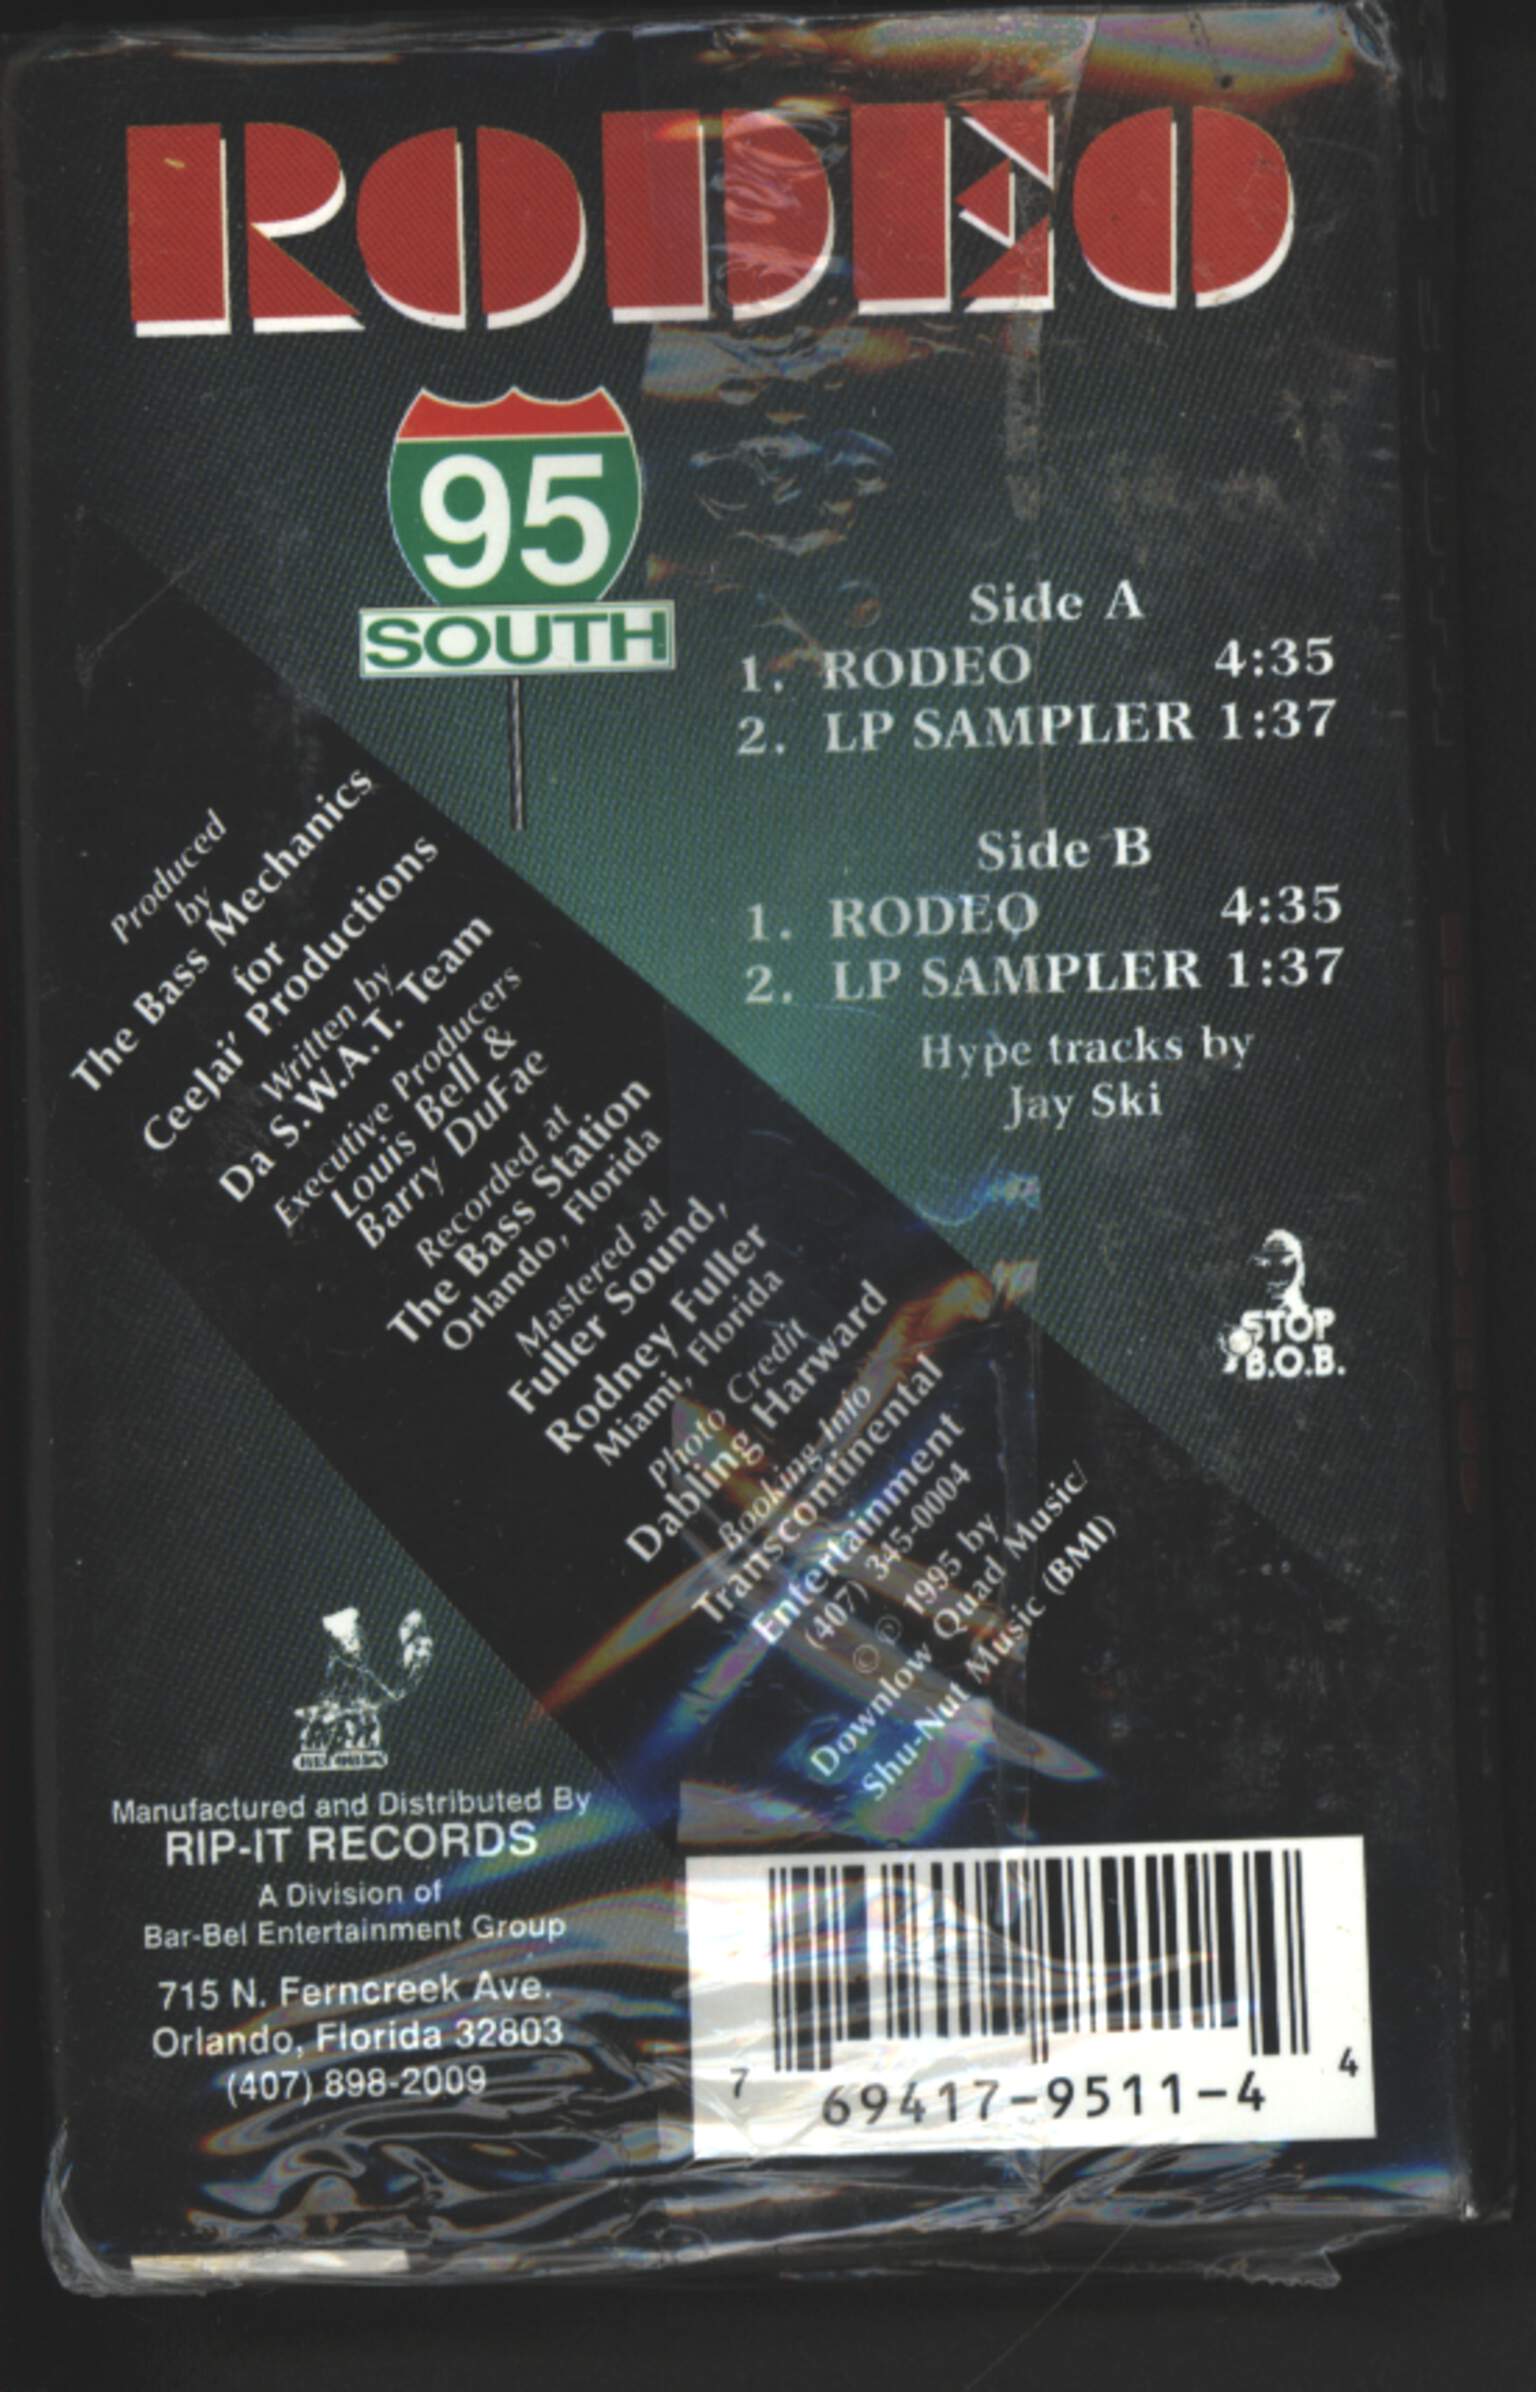 RODEO
95
SOUTH
Side A
1. RODEO 4:35
2. LP SAMPLER 1:37
Side B
1. RODEO 4:35
2. LP SAMPLER 1:37
Hype tracks by
Jay Ski
Produced
by
The Bass Mechanics
for
CeeJai' Productions
Written by
Da S.W.A.T. Team
Executive Producers
Louis Bell &
Barry DuFae
Recorded at
The Bass Station
Orlando, Florida
Mastered at
Fuller Sound,
Rodney Fuller
Miami, Florida
Photo Credit
Dabling Harward
Booking Info
Transcontinental
Entertainment
(407) 345-0004
© ℗ 1995 by
Downlow Quad Music/
Shu-Nut Music (BMI)
STOP
B.O.B.
RECORDS
Manufactured and Distributed By
RIP-IT RECORDS
A Division of
Bar-Bel Entertainment Group
715 N. Ferncreek Ave.
Orlando, Florida 32803
(407) 898-2009
7 69417-9511-4 4